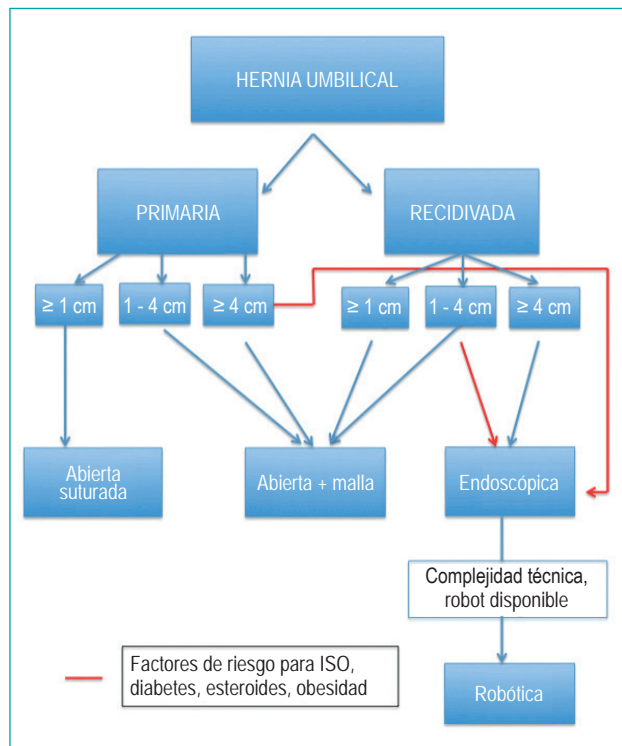 HERNIA UMBILICAL
PRIMARIA
RECIDIVADA
≥ 1 cm
1 - 4 cm
≥ 4 cm
≥ 1 cm
1 - 4 cm
≥ 4 cm
Abierta
suturada
Abierta + malla
Endoscópica
Complejidad técnica,
robot disponible
Factores de riesgo para ISO,
diabetes, esteroides, obesidad
Robótica